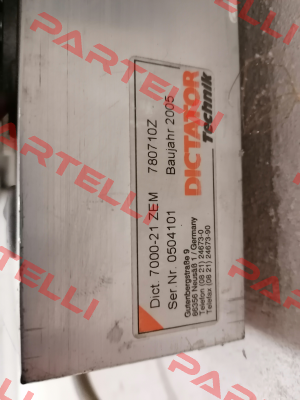 Dict. 7000-21 ZEM 780710Z
Ser.Nr. 0504101 Baujahr 2005
DICTATOR
Technik
Gutenbergstraße 9
86356 Neusäß 1 / Germany
Telefon (08 21) 24673-0
Telefax (08 21) 24673-90
PARTELLI
PARTELLI
PARTELLI